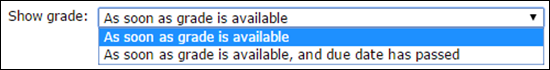 Show grade: As soon as grade is available
As soon as grade is available
As soon as grade is available, and due date has passed